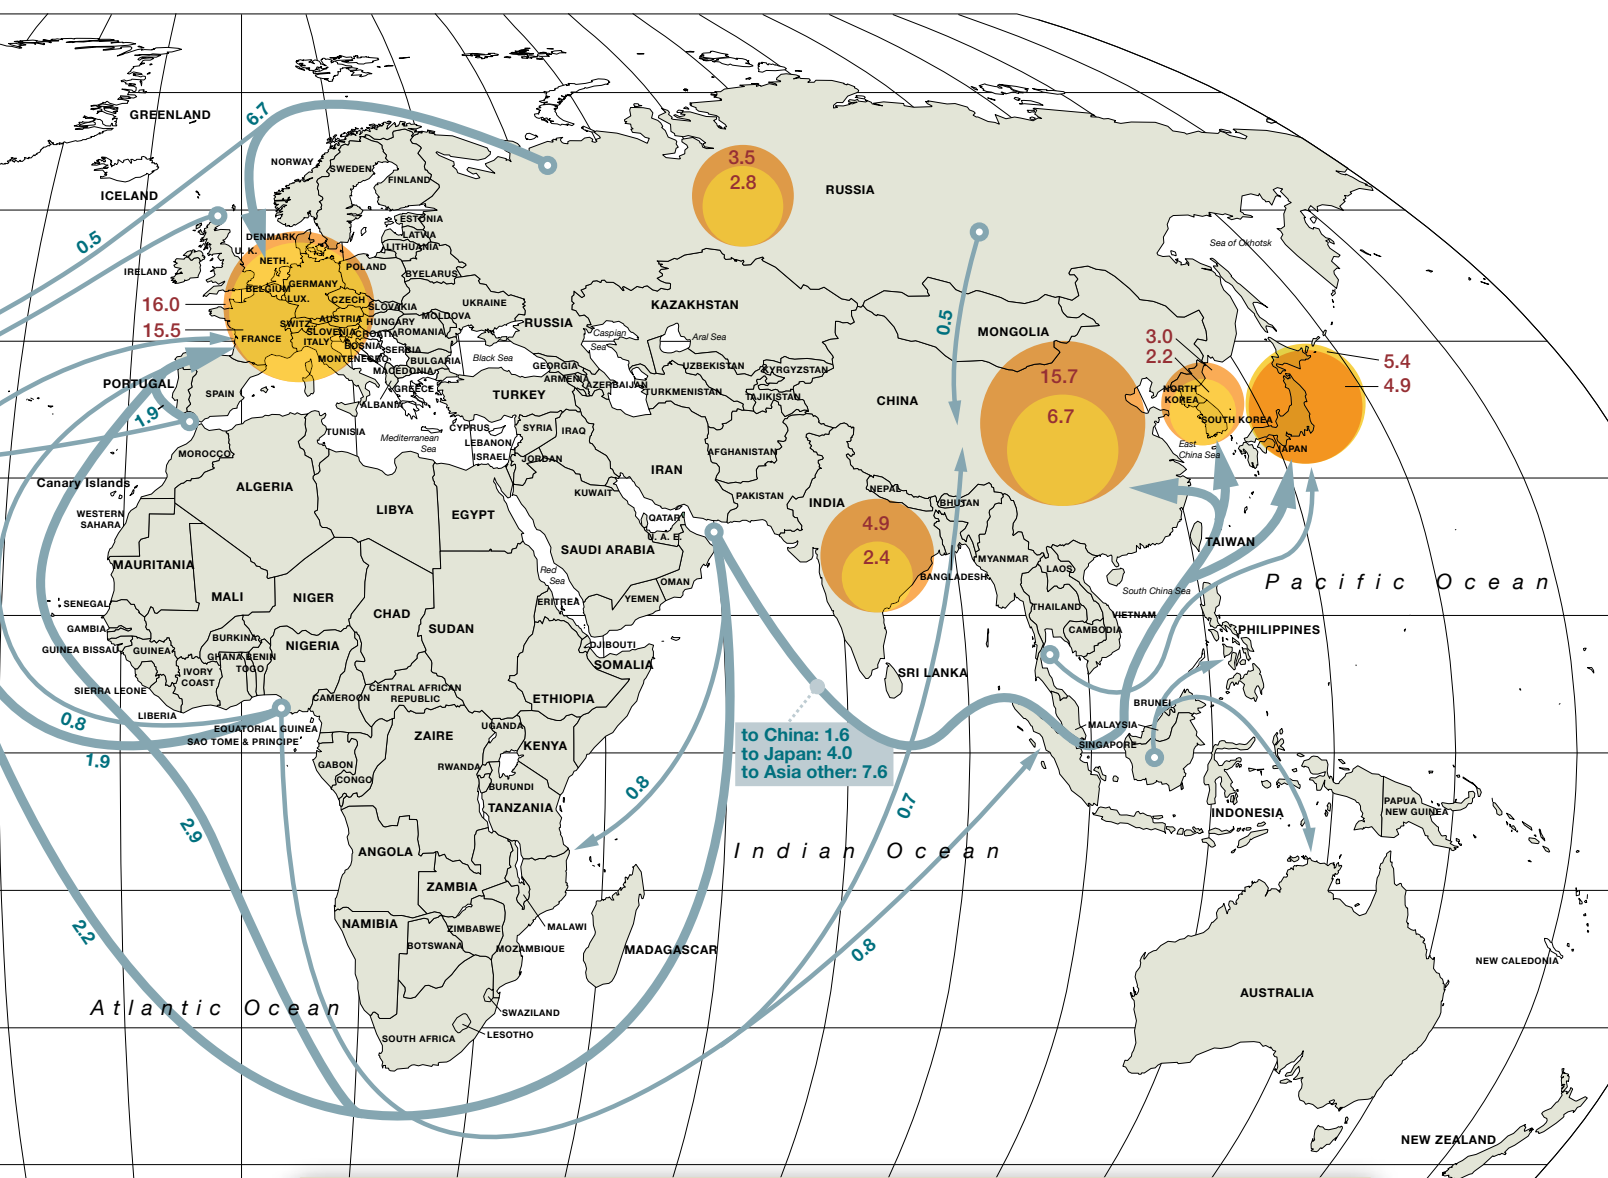 GREENLAND
6.7
ICELAND
0.5
NORWAY
SWEDEN
FINLAND
3.5
2.8
RUSSIA
ESTONIA
LATVIA
LITHUANIA
DENMARK
U. K.
NETH.
IRELAND
POLAND
BYELARUS
BELGIUM
GERMANY
LUX.
CZECH
SLOVAKIA
UKRAINE
16.0
15.5
AUSTRIA
SWITZ.
HUNGARY
MOLDOVA
SLOVENIA
CROATIA
ROMANIA
FRANCE
ITALY
BOSNIA
SERBIA
MONTENEGRO
BULGARIA
MACEDONIA
GREECE
ALBANIA
PORTUGAL
SPAIN
1.9
RUSSIA
Black Sea
GEORGIA
ARMENIA
AZERBAIJAN
TURKEY
Caspian
Sea
Aral Sea
KAZAKHSTAN
UZBEKISTAN
KYRGYZSTAN
TURKMENISTAN
TAJIKISTAN
Sea of Okhotsk
0.5
MONGOLIA
CHINA
15.7
6.7
3.0
2.2
NORTH
KOREA
SOUTH KOREA
JAPAN
5.4
4.9
East
China Sea
TUNISIA
Mediterranean
Sea
CYPRUS
LEBANON
ISRAEL
SYRIA
IRAQ
JORDAN
MOROCCO
Canary Islands
WESTERN
SAHARA
ALGERIA
LIBYA
EGYPT
IRAN
AFGHANISTAN
KUWAIT
PAKISTAN
QATAR
U. A. E.
SAUDI ARABIA
Red
Sea
OMAN
YEMEN
ERITREA
DJIBOUTI
INDIA
NEPAL
BHUTAN
4.9
2.4
BANGLADESH
MYANMAR
LAOS
THAILAND
VIETNAM
CAMBODIA
South China Sea
TAIWAN
Pacific Ocean
PHILIPPINES
MAURITANIA
MALI
NIGER
CHAD
SUDAN
SENEGAL
GAMBIA
GUINEA BISSAU
GUINEA
BURKINA
GHANA
BENIN
TOGO
IVORY
COAST
NIGERIA
SIERRA LEONE
LIBERIA
CAMEROON
CENTRAL AFRICAN
REPUBLIC
SOMALIA
ETHIOPIA
SRI LANKA
EQUATORIAL GUINEA
SAO TOME & PRINCIPE
0.8
1.9
UGANDA
ZAIRE
KENYA
GABON
CONGO
RWANDA
BURUNDI
TANZANIA
to China: 1.6
to Japan: 4.0
to Asia other: 7.6
BRUNEI
MALAYSIA
SINGAPORE
INDONESIA
PAPUA
NEW GUINEA
2.9
0.8
0.7
Indian Ocean
ANGOLA
ZAMBIA
NAMIBIA
ZIMBABWE
MALAWI
BOTSWANA
MOZAMBIQUE
MADAGASCAR
2.2
0.8
NEW CALEDONIA
AUSTRALIA
Atlantic Ocean
SWAZILAND
LESOTHO
SOUTH AFRICA
NEW ZEALAND